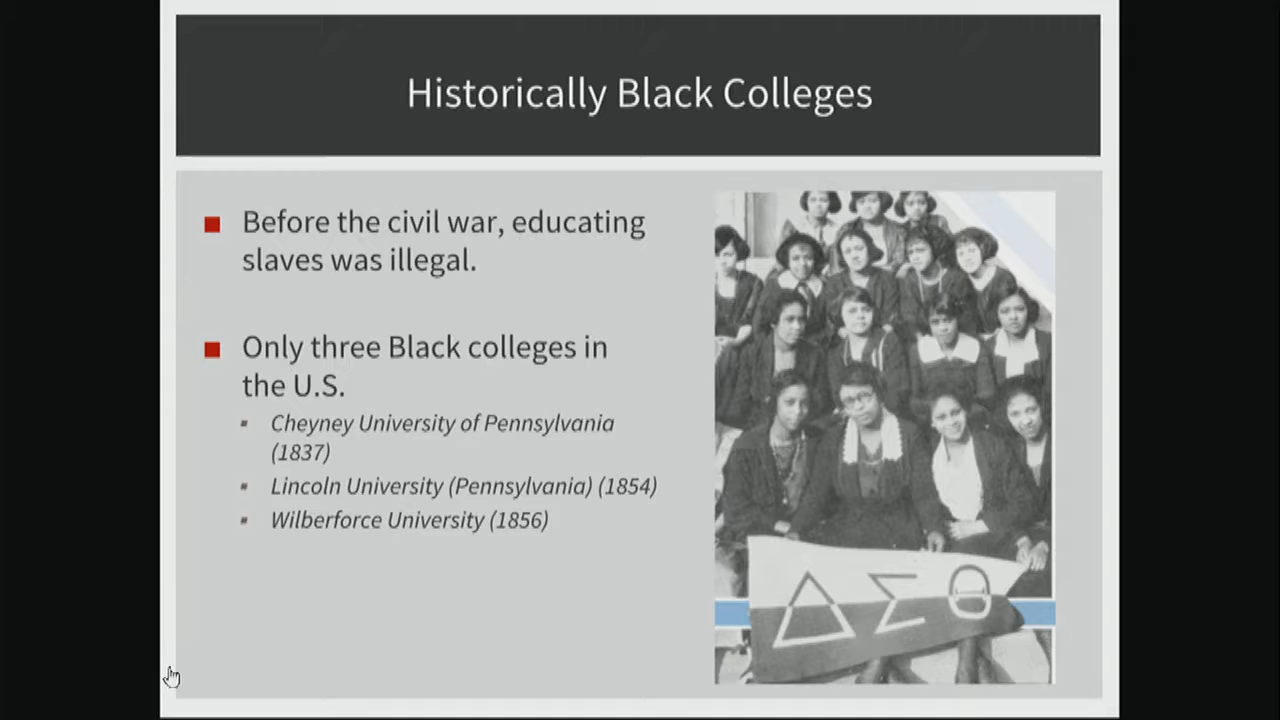 Historically Black Colleges
Before the civil war, educating
slaves was illegal.
Only three Black colleges in
the U.S.
Cheyney University of Pennsylvania
(1837)
Lincoln University (Pennsylvania) (1854)
Wilberforce University (1856)
ΔΣΘ